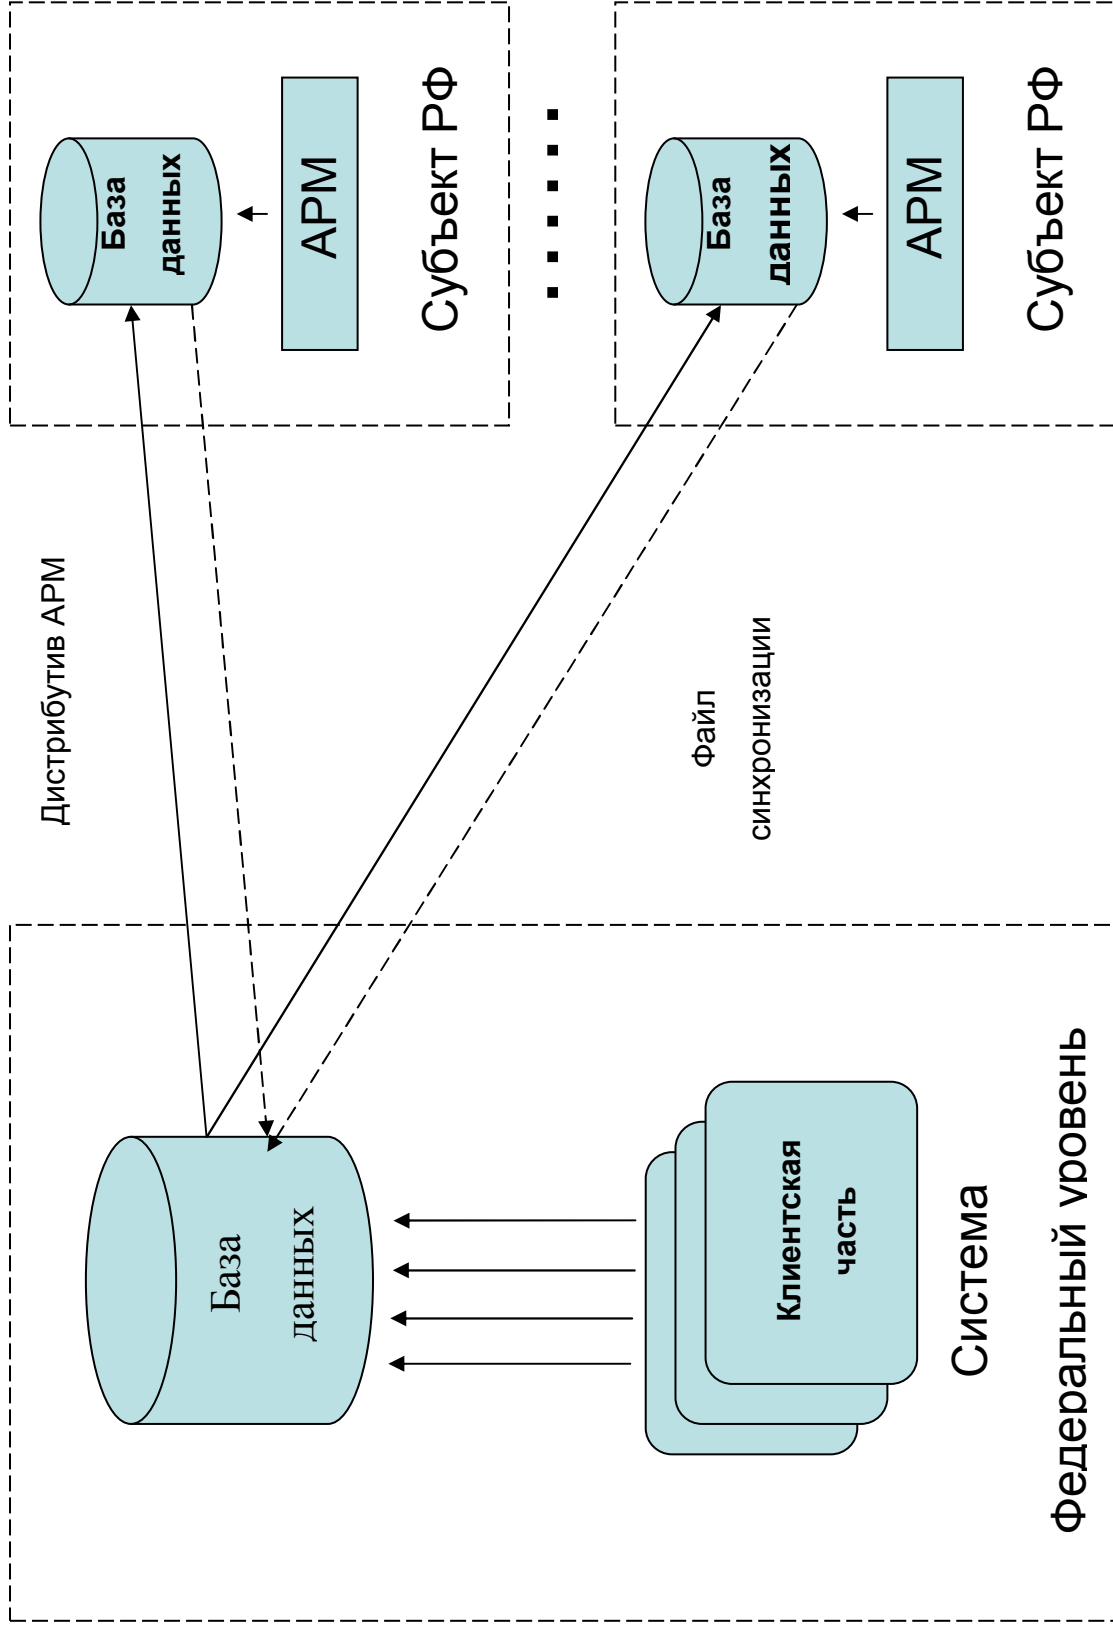 База
данных
Клиентская
часть
Система
Федеральный уровень
Дистрибутив АРМ
Файл
синхронизации
База
данных
АРМ
Субъект РФ
База
данных
АРМ
Субъект РФ